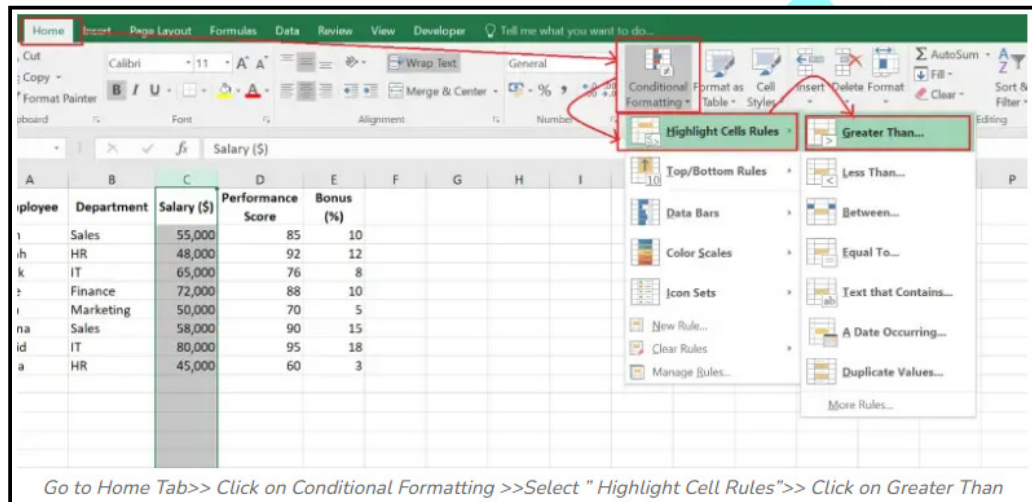 Home Insert Page Layout Formulas Data Review View Developer Tell me what you want to do...
Cut
Copy
Format Painter
Calibri 11 A A
B I U A
Font
Wrap Text
Merge & Center
Alignment
General
% , .00
Number
Conditional Formatting
Format as Table
Cell Styles
Insert Delete Format
AutoSum
Fill
Clear
Sort & Filter
Editing
fx Salary ($)
A B C D E F G H I P
Department Salary ($) Performance Score Bonus (%)
Sales 55,000 85 10
HR 48,000 92 12
IT 65,000 76 8
Finance 72,000 88 10
Marketing 50,000 70 5
Sales 58,000 90 15
IT 80,000 95 18
HR 45,000 60 3
Highlight Cells Rules
Top/Bottom Rules
Data Bars
Color Scales
Icon Sets
New Rule...
Clear Rules
Manage Rules...
Greater Than...
Less Than...
Between...
Equal To...
Text that Contains...
A Date Occurring...
Duplicate Values...
More Rules...
Go to Home Tab>> Click on Conditional Formatting >>Select " Highlight Cell Rules">> Click on Greater Than